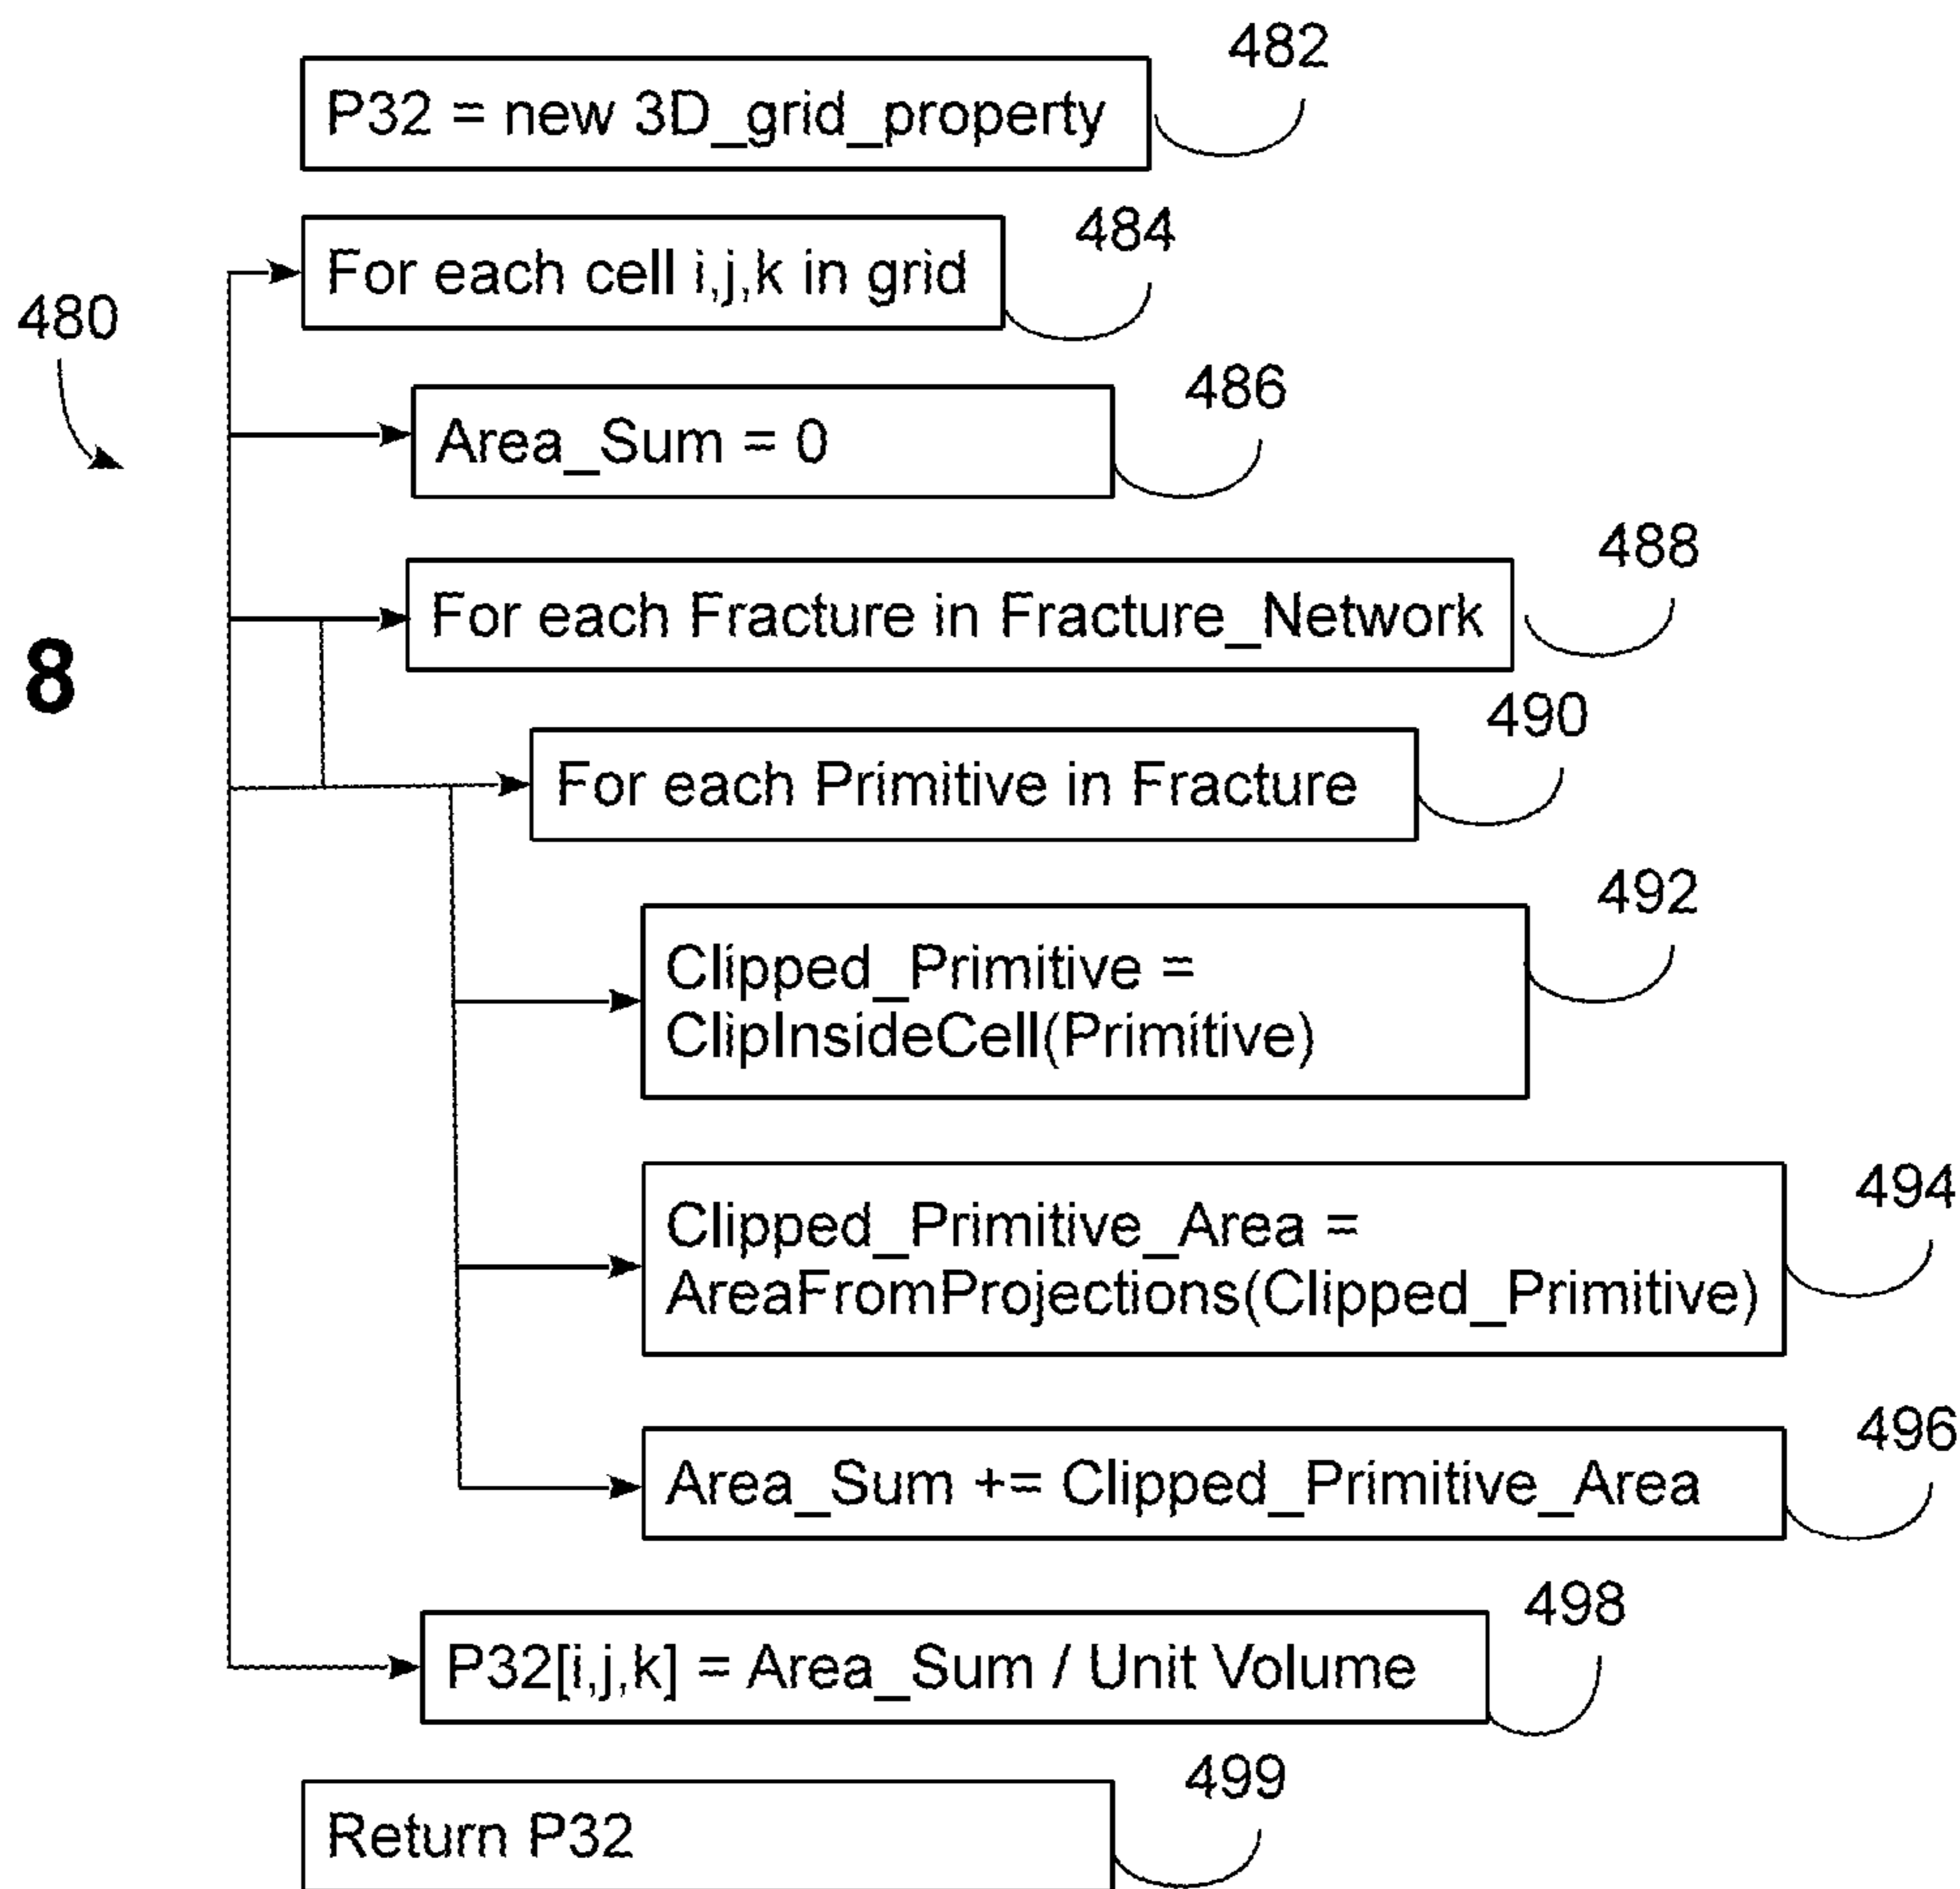 482
P32 = new 3D_grid_property
484
For each cell i,j,k in grid
480
486
Area_Sum = 0
488
For each Fracture in Fracture_Network
8
490
For each Primitive in Fracture
492
Clipped_Primitive =
ClipInsideCell(Primitive)
494
Clipped_Primitive_Area =
AreaFromProjections(Clipped_Primitive)
496
Area_Sum += Clipped_Primitive_Area
498
P32[i,j,k] = Area_Sum / Unit Volume
499
Return P32